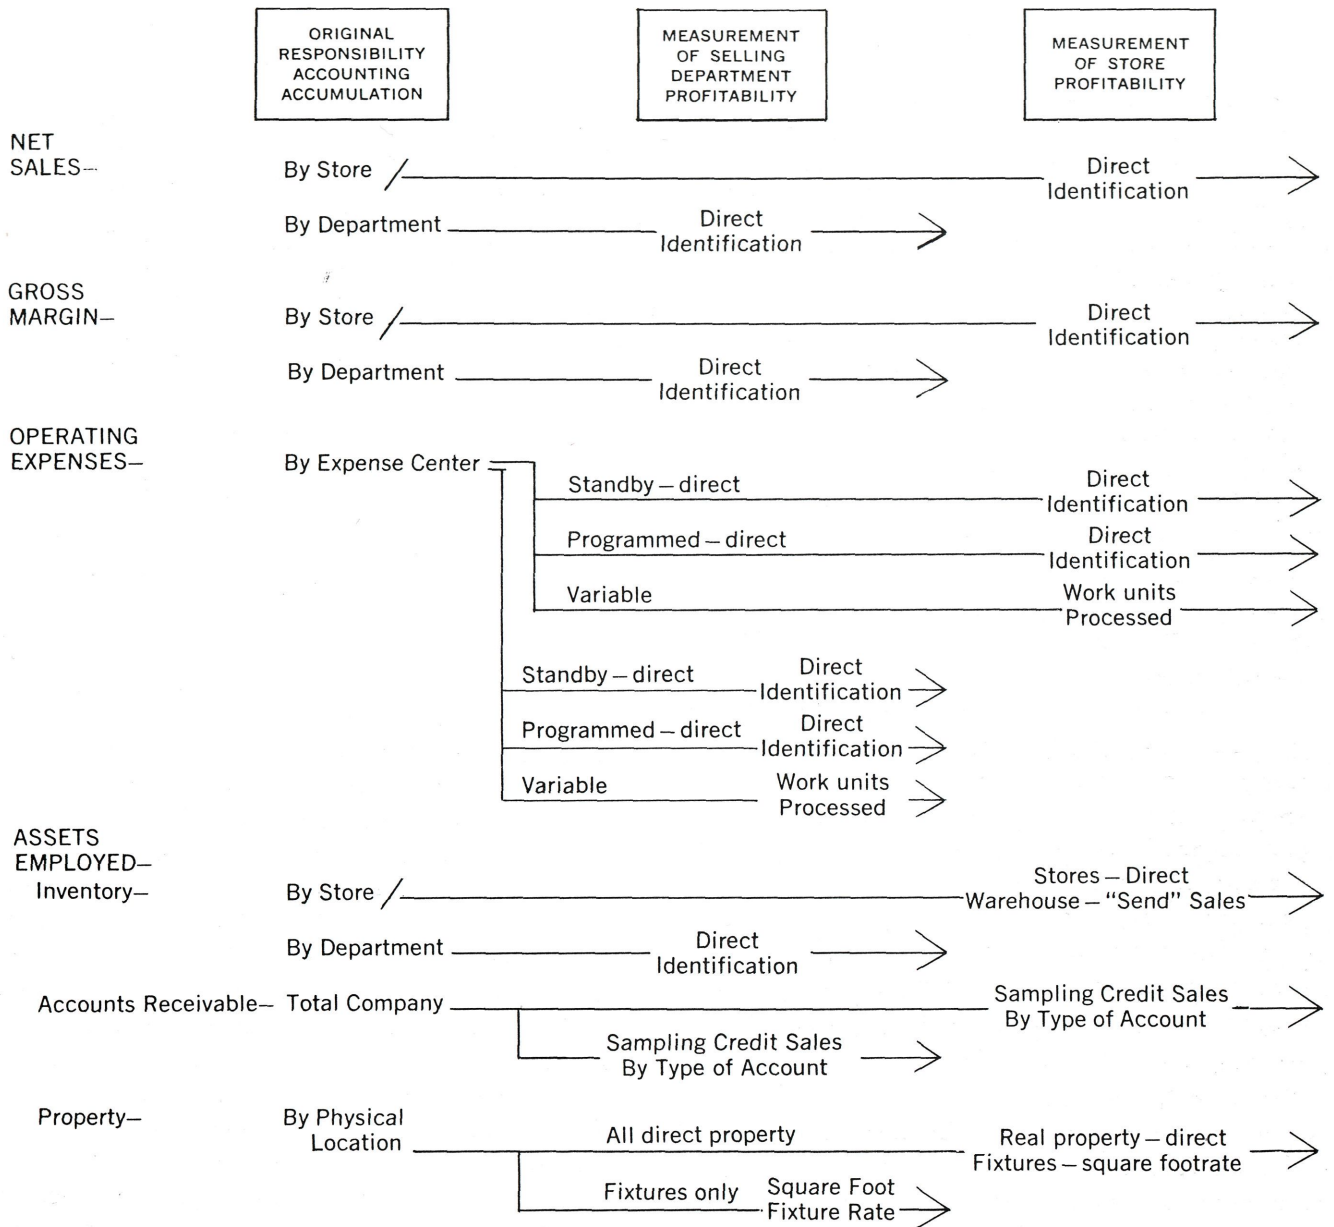 ORIGINAL
RESPONSIBILITY
ACCOUNTING
ACCUMULATION
MEASUREMENT
OF SELLING
DEPARTMENT
PROFITABILITY
MEASUREMENT
OF STORE
PROFITABILITY
NET
SALES—
By Store
Direct
Identification
By Department
Direct
Identification
GROSS
MARGIN—
By Store
Direct
Identification
By Department
Direct
Identification
OPERATING
EXPENSES—
By Expense Center
Standby — direct
Direct
Identification
Programmed — direct
Direct
Identification
Variable
Work units
Processed
Standby — direct
Direct
Identification
Programmed — direct
Direct
Identification
Variable
Work units
Processed
ASSETS
EMPLOYED—
Inventory—
By Store
Stores — Direct
Warehouse — "Send" Sales
By Department
Direct
Identification
Accounts Receivable— Total Company
Sampling Credit Sales
By Type of Account
Sampling Credit Sales
By Type of Account
Property—
By Physical
Location
All direct property
Real property — direct
Fixtures — square footrate
Fixtures only
Square Foot
Fixture Rate